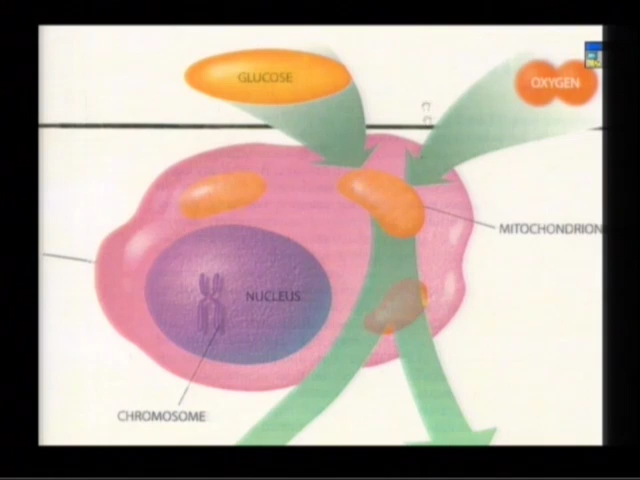 GLUCOSE
OXYGEN
MITOCHONDRION
NUCLEUS
CHROMOSOME